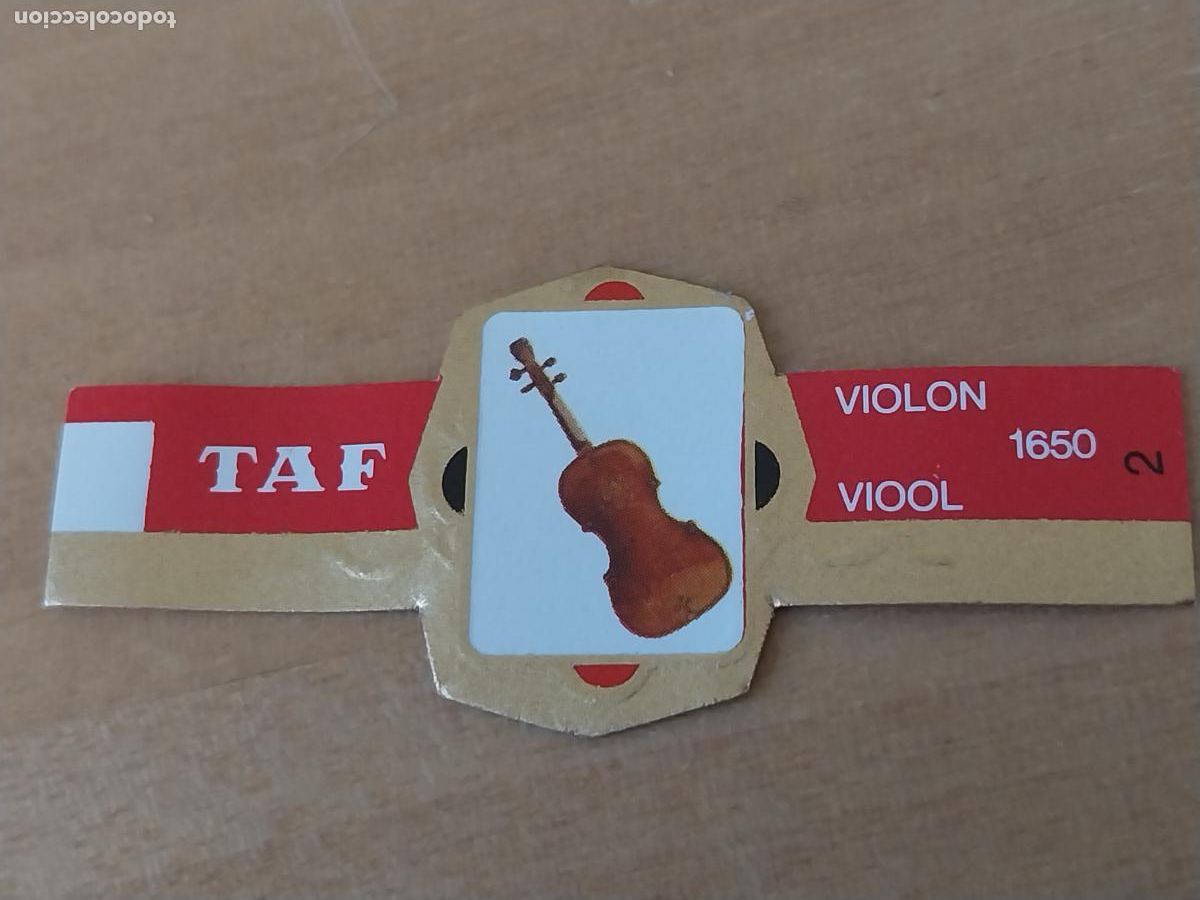 todocoleccion
TAF
VIOLON
1650
VIOOL
2